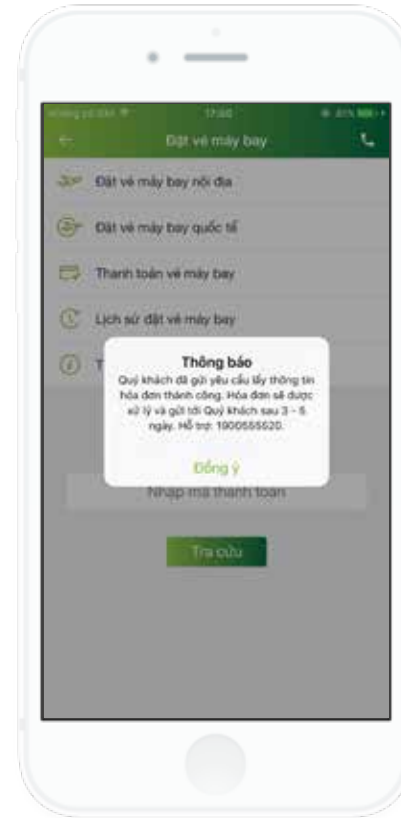 17:00
81%
Đặt vé máy bay
Đặt vé máy bay nội địa
Đặt vé máy bay quốc tế
Thanh toán vé máy bay
Lịch sử đặt vé máy bay
T
Thông báo
Quý khách đã gửi yêu cầu lấy thông tin
hóa đơn thành công. Hóa đơn sẽ được
xử lý và gửi tới Quý khách sau 3 - 5
ngày. Hỗ trợ: 1900555520.
Đồng ý
Nhập mã thanh toán
Tra cứu